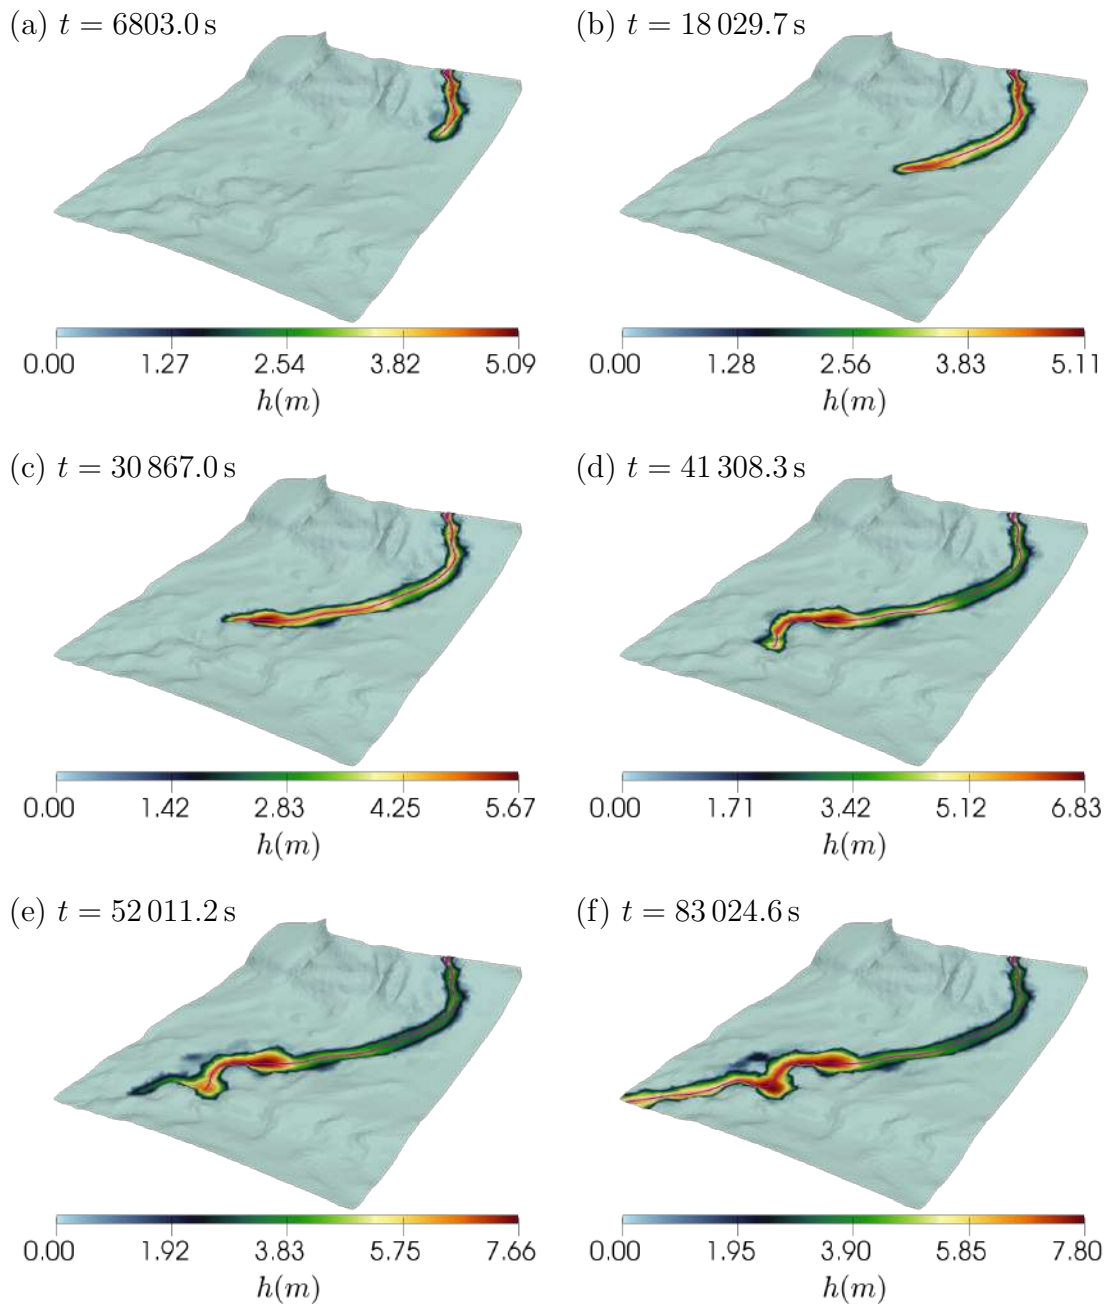 (a) t = 6803.0 s
0.00 1.27 2.54 3.82 5.09
h(m)
(b) t = 18 029.7 s
0.00 1.28 2.56 3.83 5.11
h(m)
(c) t = 30 867.0 s
0.00 1.42 2.83 4.25 5.67
h(m)
(d) t = 41 308.3 s
0.00 1.71 3.42 5.12 6.83
h(m)
(e) t = 52 011.2 s
0.00 1.92 3.83 5.75 7.66
h(m)
(f) t = 83 024.6 s
0.00 1.95 3.90 5.85 7.80
h(m)